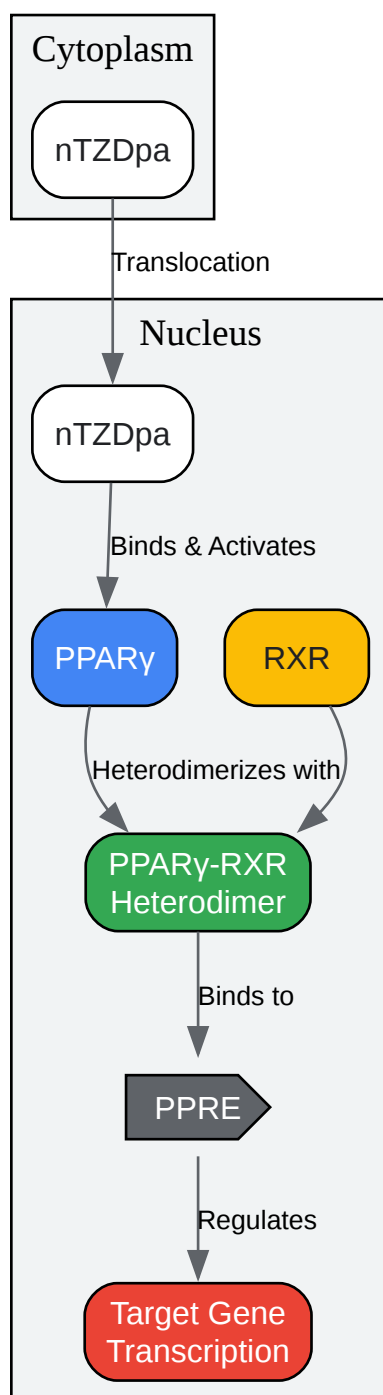 Cytoplasm
nTZDpa
Translocation
Nucleus
nTZDpa
Binds & Activates
PPARγ
RXR
Heterodimerizes with
PPARγ-RXR
Heterodimer
Binds to
PPRE
Regulates
Target Gene
Transcription